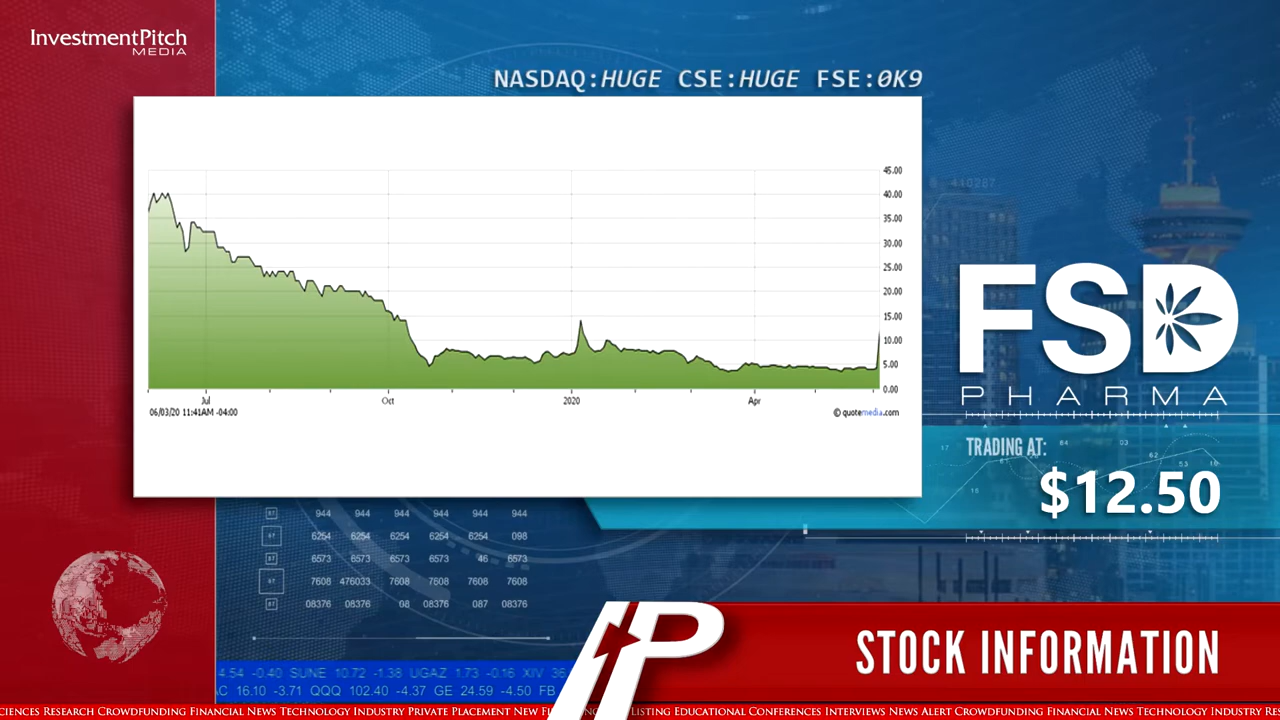 InvestmentPitch
MEDIA
NASDAQ:HUGE CSE:HUGE FSE:0K9
45.00
40.00
35.00
30.00
25.00
20.00
15.00
10.00
5.00
0.00
Jul Oct 2020 Apr
06/03/20 11:41AM -04:00
© quotemedia.com
FSD
PHARMA
TRADING AT:
$12.50
944 944 944 944 944 944
6254 6254 6254 6254 6254 098
6573 6573 6573 6573 46 6573
7608 476033 7608 7608 7608 7608
08376 08376 08 08376 087 08376
IP
STOCK INFORMATION
4.54 -0.40 SUNE 10.72 -1.38 UGAZ 1.73 -0.16 XIV 36
16.10 -3.71 QQQ 102.40 -4.37 GE 24.59 -4.50 FB
CIENCES RESEARCH CROWDFUNDING FINANCIAL NEWS TECHNOLOGY INDUSTRY PRIVATE PLACEMENT NEW LISTING EDUCATIONAL CONFERENCES INTERVIEWS NEWS ALERT CROWDFUNDING FINANCIAL NEWS TECHNOLOGY INDUSTRY RES